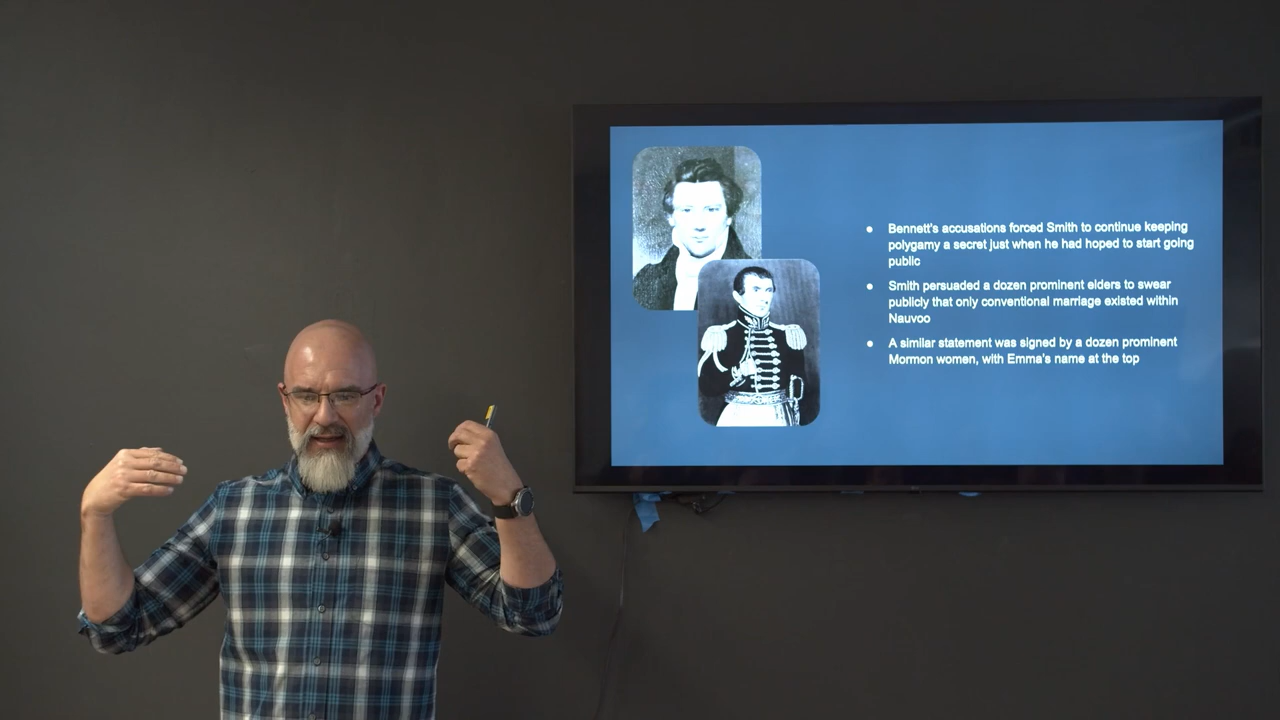 ● Bennett's accusations forced Smith to continue keeping
polygamy a secret just when he had hoped to start going
public
● Smith persuaded a dozen prominent elders to swear
publicly that only conventional marriage existed within
Nauvoo
● A similar statement was signed by a dozen prominent
Mormon women, with Emma's name at the top